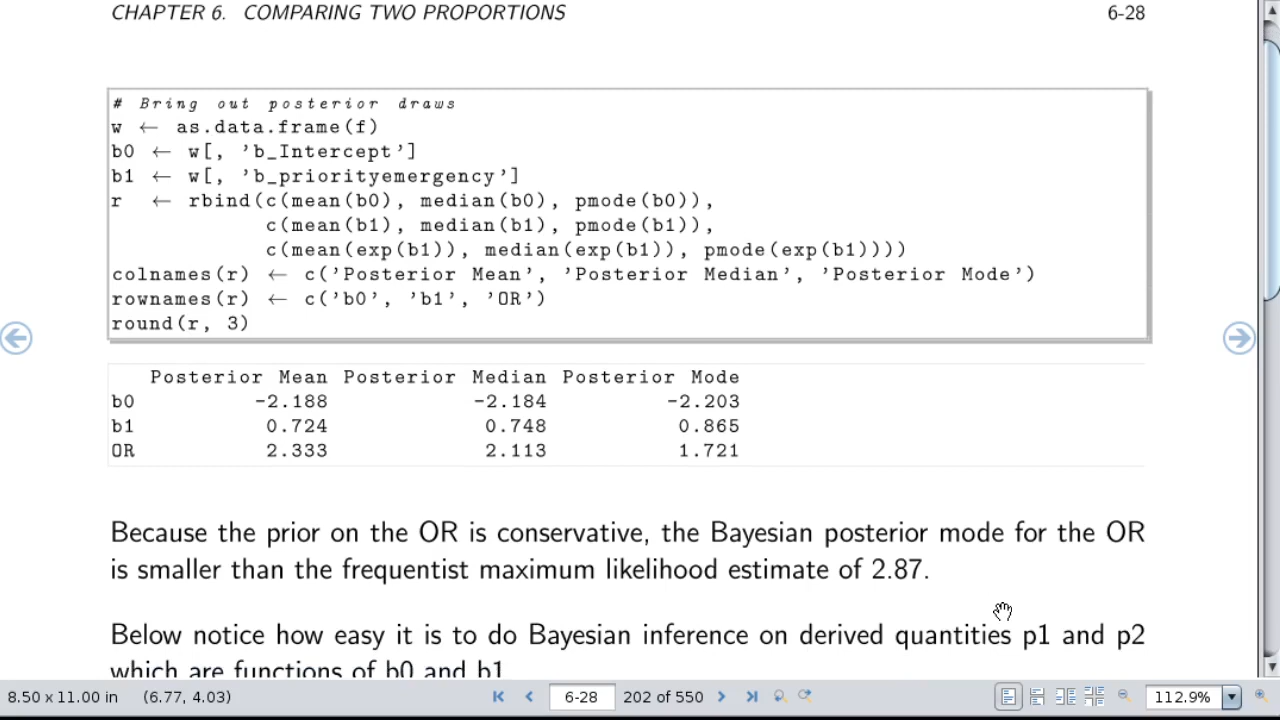 CHAPTER 6. COMPARING TWO PROPORTIONS 6-28
# Bring out posterior draws
w ← as.data.frame(f)
b0 ← w[, 'b_Intercept']
b1 ← w[, 'b_priorityemergency']
r ← rbind(c(mean(b0), median(b0), pmode(b0)),
c(mean(b1), median(b1), pmode(b1)),
c(mean(exp(b1)), median(exp(b1)), pmode(exp(b1))))
colnames(r) ← c('Posterior Mean', 'Posterior Median', 'Posterior Mode')
rownames(r) ← c('b0', 'b1', 'OR')
round(r, 3)
Posterior Mean Posterior Median Posterior Mode
b0 -2.188 -2.184 -2.203
b1 0.724 0.748 0.865
OR 2.333 2.113 1.721
Because the prior on the OR is conservative, the Bayesian posterior mode for the OR
is smaller than the frequentist maximum likelihood estimate of 2.87.
Below notice how easy it is to do Bayesian inference on derived quantities p1 and p2
which are functions of b0 and b1
8.50 x 11.00 in (6.77, 4.03) 6-28 202 of 550 112.9%